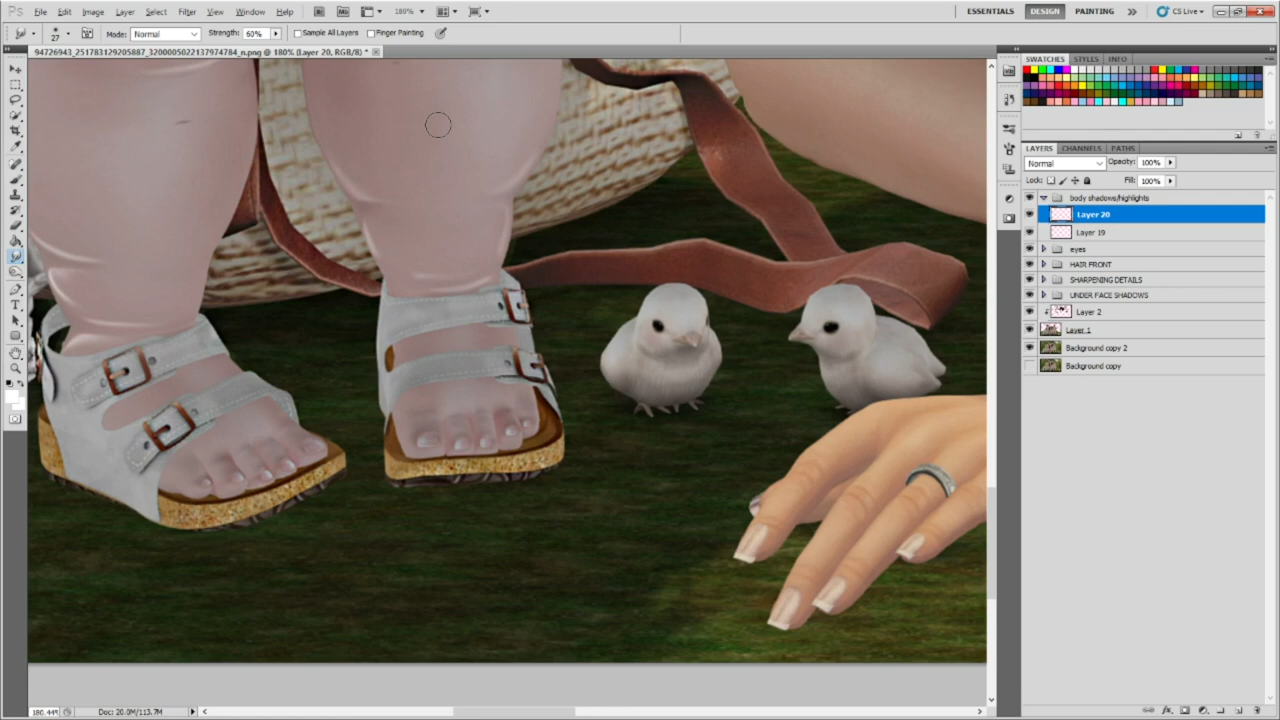 Ps File Edit Image Layer Select Filter View Window Help 180% ESSENTIALS DESIGN PAINTING CS Live
27 Mode: Normal Strength: 60% Sample All Layers Finger Painting
94726943_251783129205887_3200005022137974784_n.png @ 180% (Layer 20, RGB/8) *
SWATCHES STYLES INFO
LAYERS CHANNELS PATHS
Normal Opacity: 100%
Lock: Fill: 100%
body shadows/highlights
Layer 20
Layer 19
eyes
HAIR FRONT
SHARPENING DETAILS
UNDER FACE SHADOWS
Layer 2
Layer 1
Background copy 2
Background copy
Doc: 20.0M/113.7M